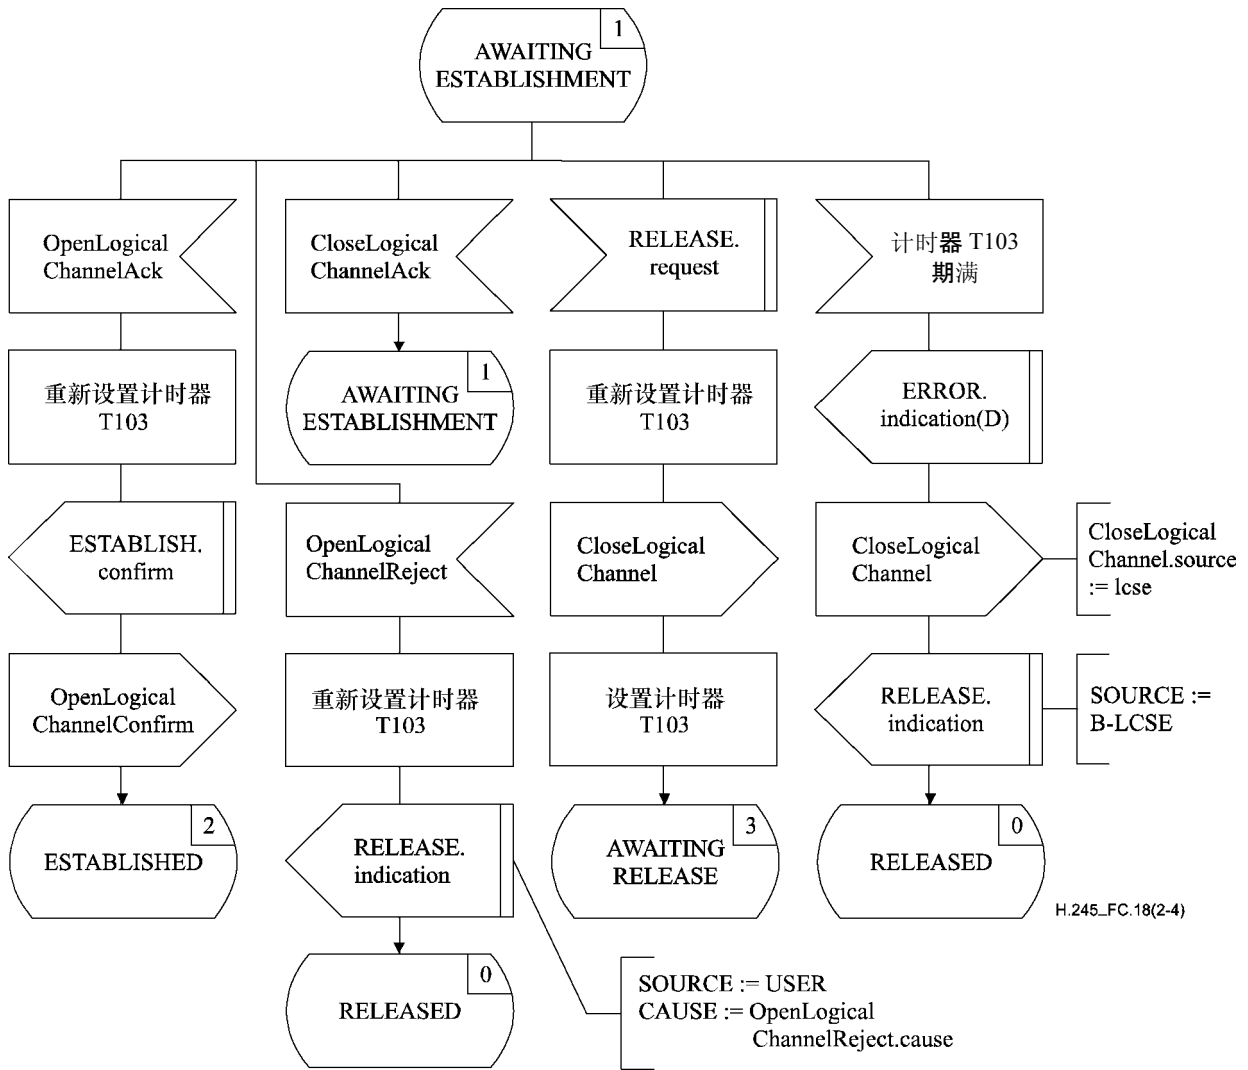 1
AWAITING
ESTABLISHMENT
OpenLogical
ChannelAck
重新设置计时器
T103
ESTABLISH.
confirm
OpenLogical
ChannelConfirm
2
ESTABLISHED
CloseLogical
ChannelAck
1
AWAITING
ESTABLISHMENT
OpenLogical
ChannelReject
重新设置计时器
T103
RELEASE.
indication
0
RELEASED
SOURCE := USER
CAUSE := OpenLogical
ChannelReject.cause
RELEASE.
request
重新设置计时器
T103
CloseLogical
Channel
设置计时器
T103
3
AWAITING
RELEASE
计时器 T103
期满
ERROR.
indication(D)
CloseLogical
Channel
CloseLogical
Channel.source
:= lcse
RELEASE.
indication
SOURCE :=
B-LCSE
0
RELEASED
H.245_FC.18(2-4)